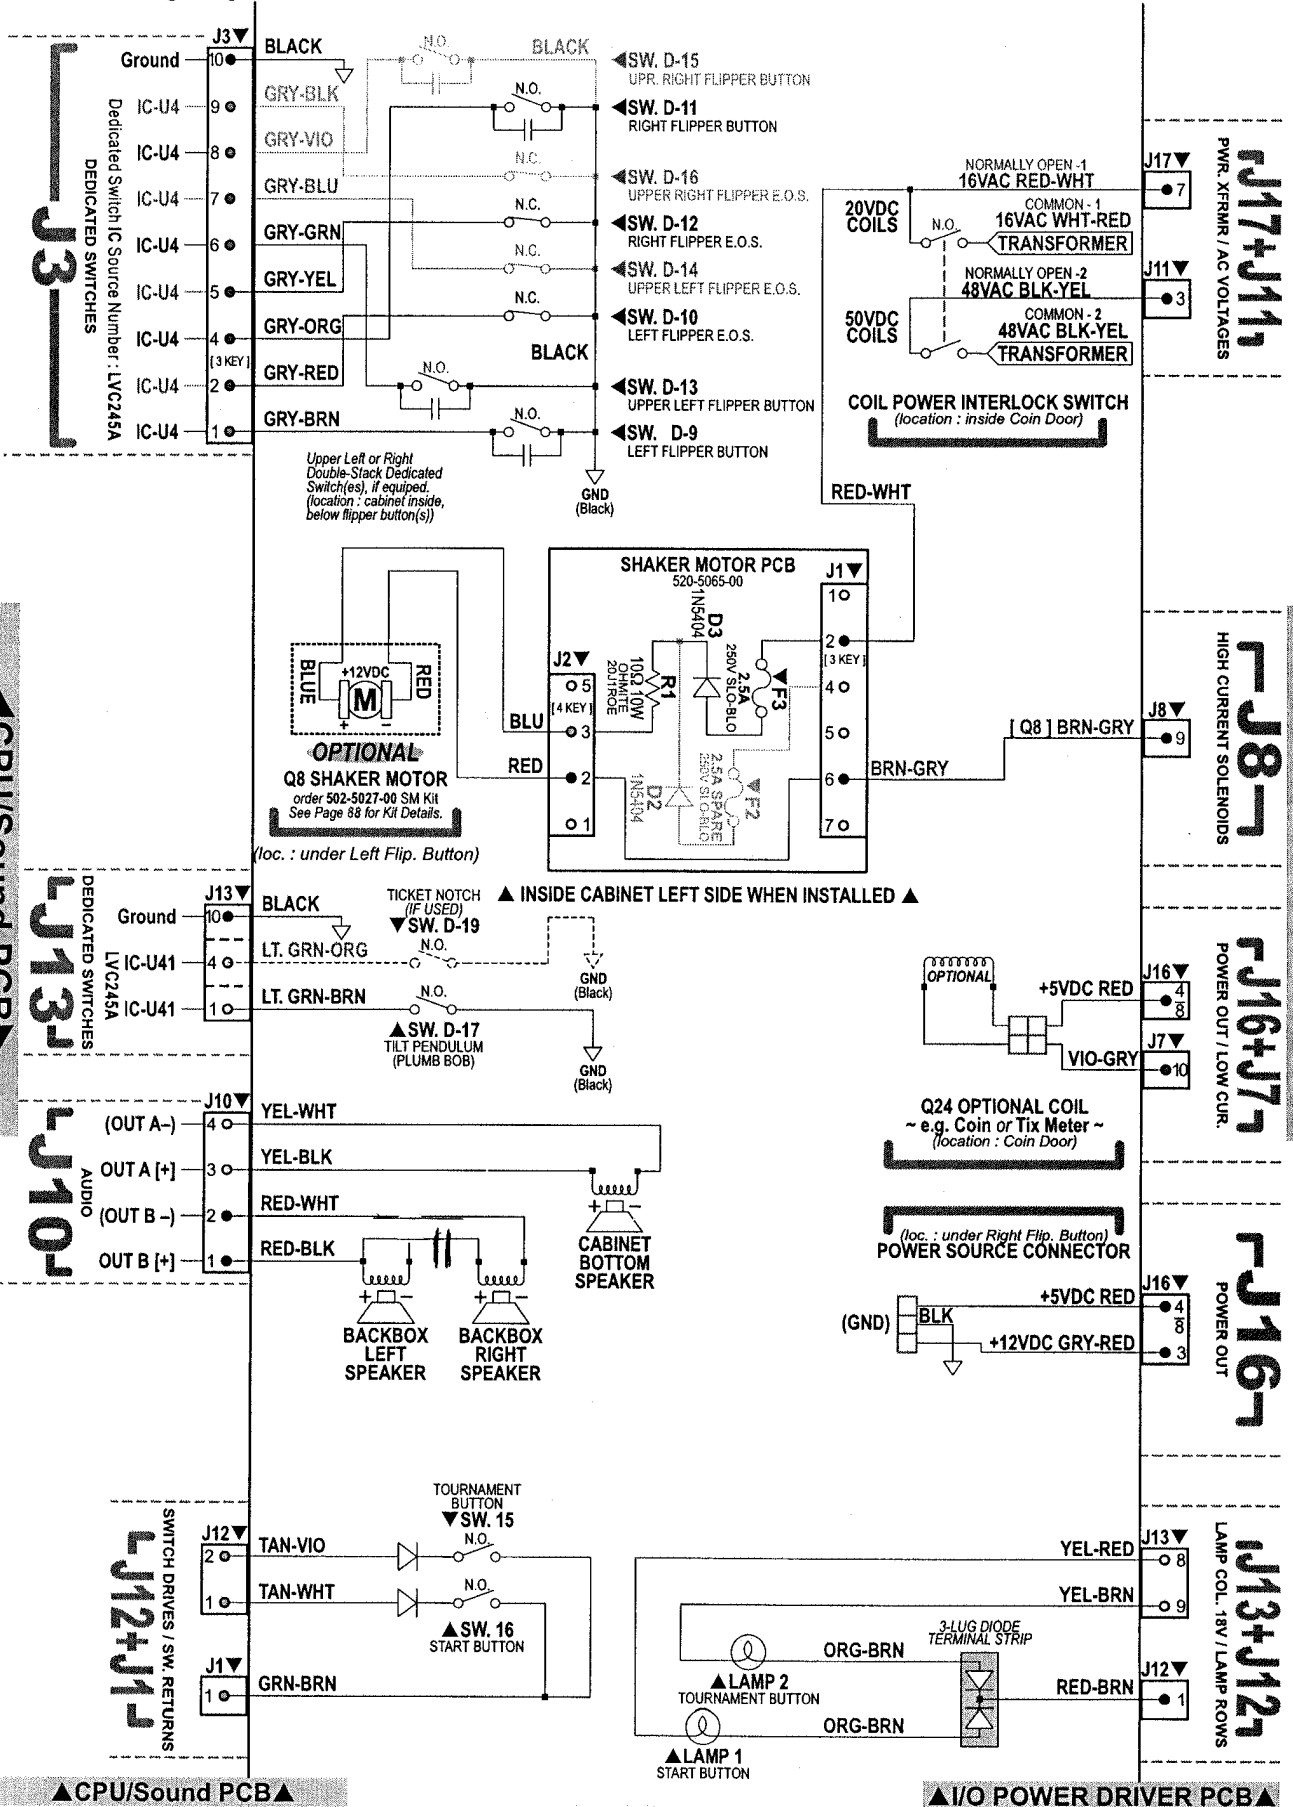 J3▼
Ground
10
BLACK
N.O.
BLACK
◀SW. D-15
UPR. RIGHT FLIPPER BUTTON
IC-U4
9
GRY-BLK
N.O.
◀SW. D-11
RIGHT FLIPPER BUTTON
IC-U4
8
GRY-VIO
N.C.
◀SW. D-16
UPPER RIGHT FLIPPER E.O.S.
IC-U4
7
GRY-BLU
N.C.
◀SW. D-12
RIGHT FLIPPER E.O.S.
IC-U4
6
GRY-GRN
N.C.
◀SW. D-14
UPPER LEFT FLIPPER E.O.S.
IC-U4
5
GRY-YEL
N.C.
◀SW. D-10
LEFT FLIPPER E.O.S.
IC-U4
4
GRY-ORG
BLACK
[ 3 KEY ]
IC-U4
2
GRY-RED
N.O.
◀SW. D-13
UPPER LEFT FLIPPER BUTTON
IC-U4
1
GRY-BRN
N.O.
◀SW. D-9
LEFT FLIPPER BUTTON
GND
(Black)
Upper Left or Right
Double-Stack Dedicated
Switch(es), if equiped.
(location : cabinet inside,
below flipper button(s))
J3
DEDICATED SWITCHES
Dedicated Switch IC Source Number : LVC245A
NORMALLY OPEN -1
16VAC RED-WHT
J17▼
7
20VDC
COILS
N.O.
COMMON - 1
16VAC WHT-RED
TRANSFORMER
NORMALLY OPEN -2
48VAC BLK-YEL
J11▼
3
50VDC
COILS
COMMON - 2
48VAC BLK-YEL
TRANSFORMER
COIL POWER INTERLOCK SWITCH
(location : inside Coin Door)
J17+J11
PWR. XFRMR / AC VOLTAGES
RED-WHT
SHAKER MOTOR PCB
520-5065-00
J1▼
1
2
[ 3 KEY ]
4
5
6
7
1N5404
D3
250V SLO-BLO
2.5A
▼F3
R1
10Ω 10W
OHMITE
20J1ROE
J2▼
5
[ 4 KEY ]
3
2
1
1N5404
D2
250V SLO-BLO
2.5A SPARE
▼F2
BLU
RED
BLUE
+12VDC
M
+ −
RED
OPTIONAL
Q8 SHAKER MOTOR
order 502-5027-00 SM Kit
See Page 88 for Kit Details.
(loc. : under Left Flip. Button)
BRN-GRY
[ Q8 ] BRN-GRY
J8▼
9
J8
HIGH CURRENT SOLENOIDS
▲ INSIDE CABINET LEFT SIDE WHEN INSTALLED ▲
◀CPU/Sound PCB▶
J13▼
Ground
10
BLACK
TICKET NOTCH
(IF USED)
▼SW. D-19
IC-U41
4
LT. GRN-ORG
N.O.
GND
(Black)
IC-U41
1
LT. GRN-BRN
N.O.
▲SW. D-17
TILT PENDULUM
(PLUMB BOB)
GND
(Black)
J13
DEDICATED SWITCHES
LVC245A
OPTIONAL
+5VDC RED
J16▼
4
8
VIO-GRY
J7▼
10
Q24 OPTIONAL COIL
~ e.g. Coin or Tix Meter ~
(location : Coin Door)
J16+J7
POWER OUT / LOW CUR.
J10▼
(OUT A–)
4
YEL-WHT
OUT A [+]
3
YEL-BLK
(OUT B –)
2
RED-WHT
OUT B [+]
1
RED-BLK
J10
AUDIO
+ −
CABINET
BOTTOM
SPEAKER
+ −
BACKBOX
LEFT
SPEAKER
+ −
BACKBOX
RIGHT
SPEAKER
(loc. : under Right Flip. Button)
POWER SOURCE CONNECTOR
J16▼
(GND)
BLK
+5VDC RED
4
8
+12VDC GRY-RED
3
J16
POWER OUT
TOURNAMENT
BUTTON
▼SW. 15
J12▼
2
TAN-VIO
N.O.
1
TAN-WHT
N.O.
▲SW. 16
START BUTTON
J1▼
1
GRN-BRN
J12+J1
SWITCH DRIVES / SW. RETURNS
J13▼
YEL-RED
8
YEL-BRN
9
3-LUG DIODE
TERMINAL STRIP
ORG-BRN
▲LAMP 2
TOURNAMENT BUTTON
RED-BRN
J12▼
1
ORG-BRN
▲LAMP 1
START BUTTON
J13+J12
LAMP COL. 18V / LAMP ROWS
▲CPU/Sound PCB▲
▲I/O POWER DRIVER PCB▲